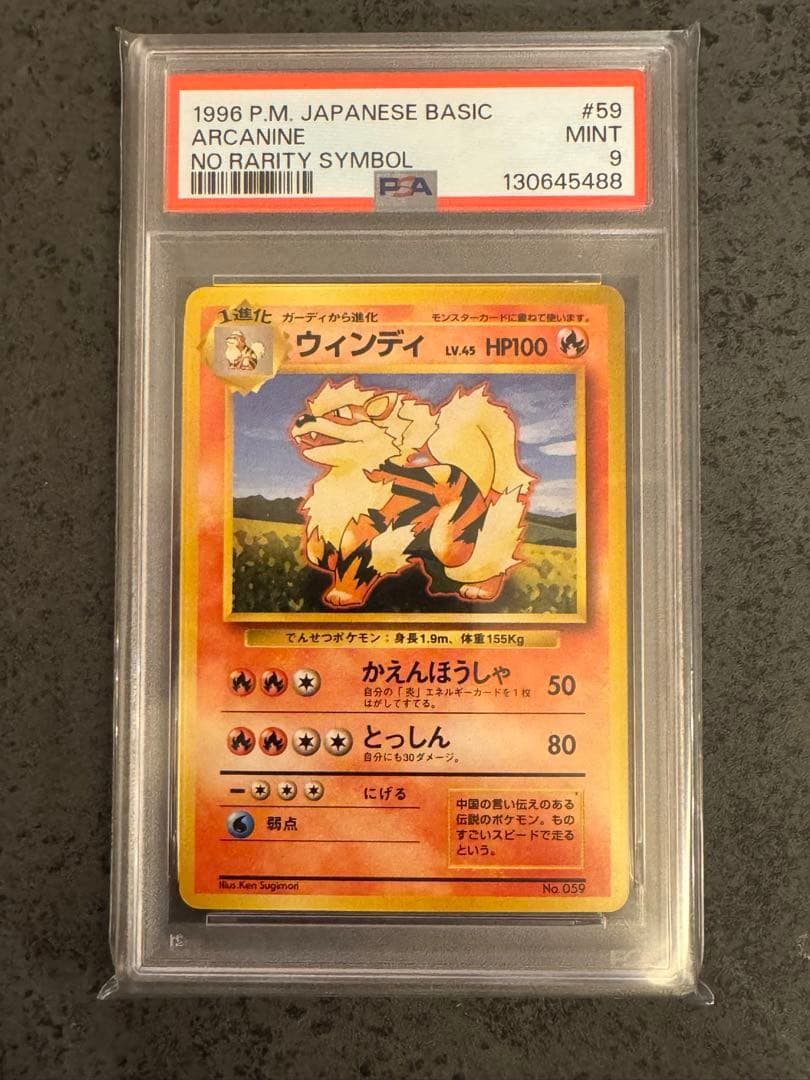 1996 P.M. JAPANESE BASIC #59
ARCANINE MINT
NO RARITY SYMBOL 9
PSA 130645488
1進化 ガーディから進化 モンスターカードに重ねて使います。
ウィンディ LV.45 HP100
でんせつポケモン：身長1.9m、体重155Kg
かえんほうしゃ 50
自分の「炎」エネルギーカードを1枚
はがしてすてる。
とっしん 80
自分にも30ダメージ。
にげる
弱点
中国の言い伝えのある
伝説のポケモン。もの
すごいスピードで走る
という。
Illus.Ken Sugimori No.059